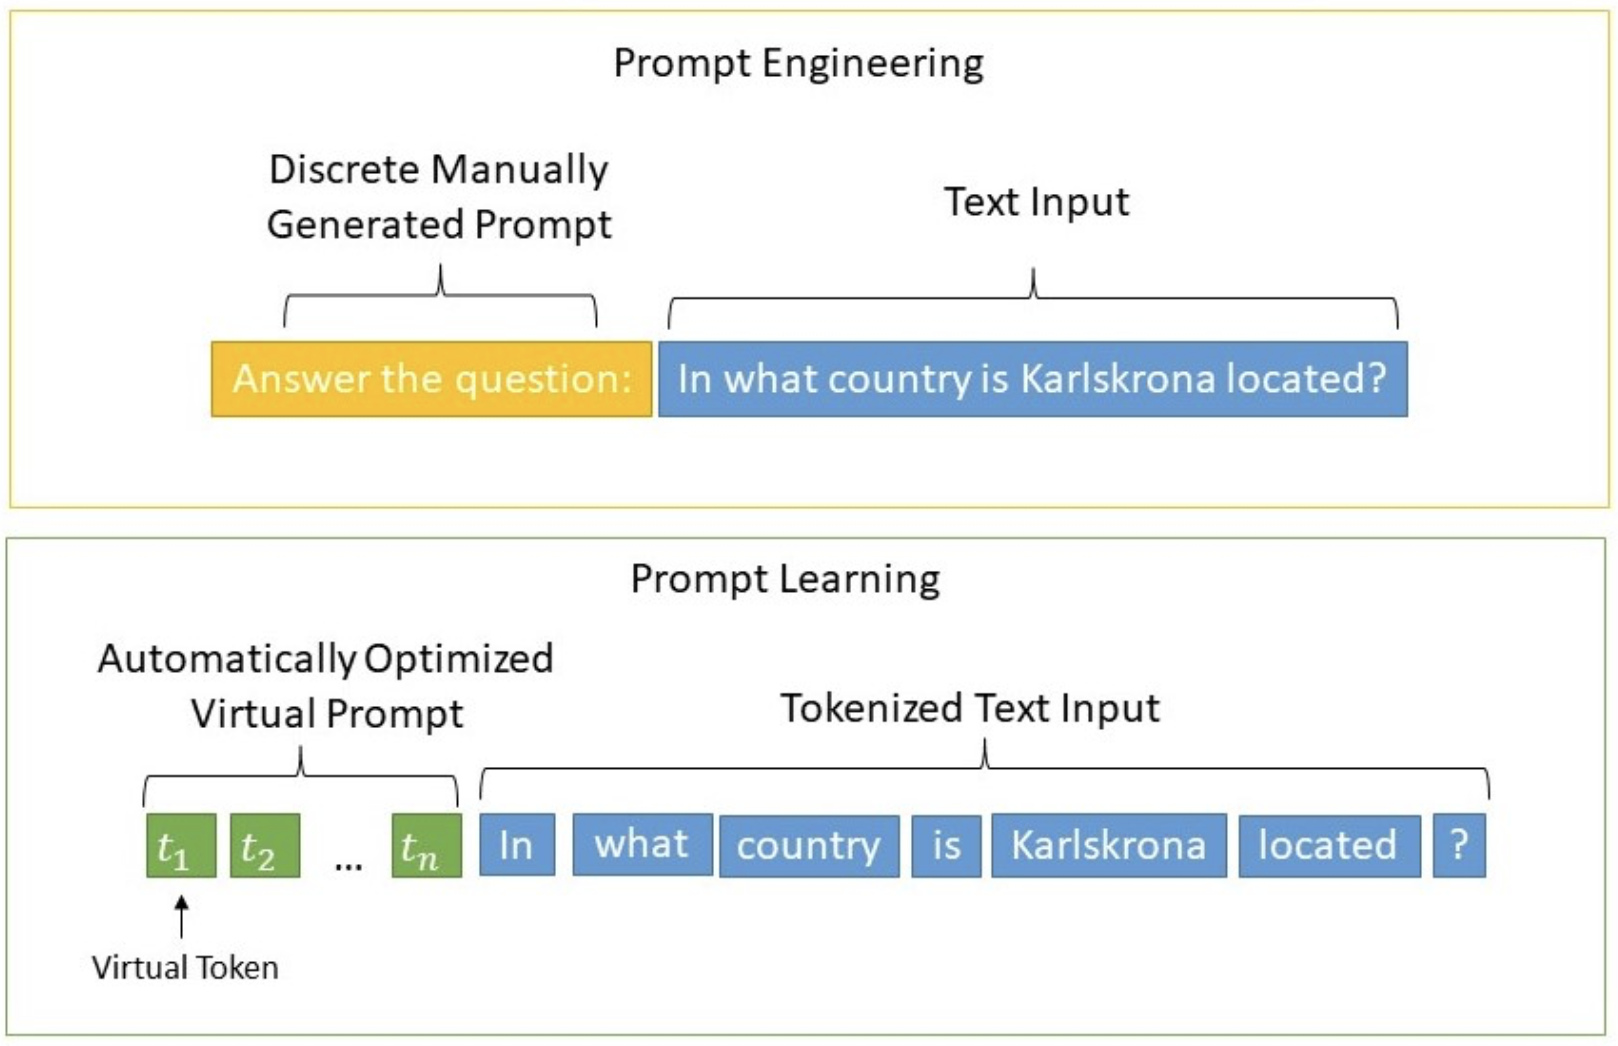 Prompt Engineering
Discrete Manually
Generated Prompt
Text Input
Answer the question:
In what country is Karlskrona located?
Prompt Learning
Automatically Optimized
Virtual Prompt
Tokenized Text Input
t₁ t₂ ... tₙ In what country is Karlskrona located ?
Virtual Token